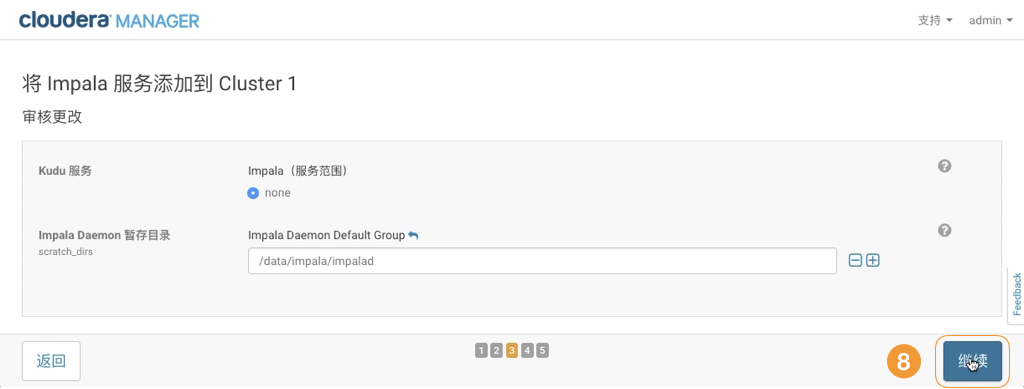 cloudera MANAGER
支持 admin
将 Impala 服务添加到 Cluster 1
审核更改
Kudu 服务
Impala（服务范围）
none
Impala Daemon 暂存目录
scratch_dirs
Impala Daemon Default Group
/data/impala/impalad
Feedback
返回
1 2 3 4 5
8
继续